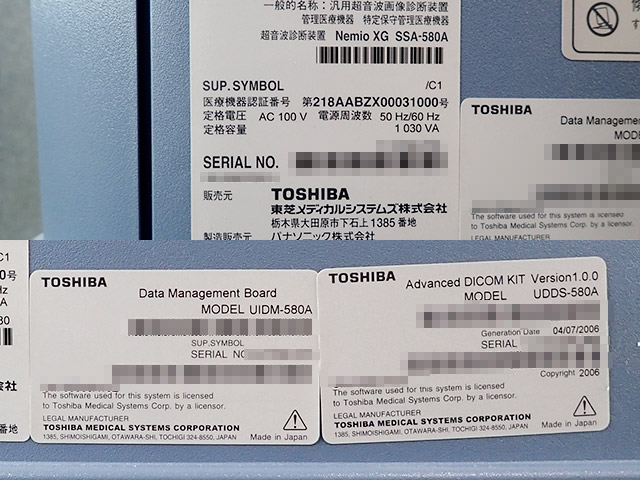 一般的名称：汎用超音波画像診断装置
管理医療機器 特定保守管理医療機器
超音波診断装置 Nemio XG SSA-580A
SUP. SYMBOL /C1
医療機器認証番号 第218AABZX00031000号
定格電圧 AC 100 V 電源周波数 50 Hz/60 Hz
定格容量 1 030 VA
SERIAL NO.
販売元 TOSHIBA
東芝メディカルシステムズ株式会社
栃木県大田原市下石上1385番地
製造販売元 パナソニック株式会社
TOSHIBA
Data Manageme
MODE
The software used for this system is licensed
to Toshiba Medical Systems Corp. by a licensor.
LEGAL MANUFACTURER
C1
号
Hz
A
30
会社
番地
TOSHIBA
Data Management Board
MODEL UIDM-580A
SUP. SYMBOL
SERIAL NO
The software used for this system is licensed
to Toshiba Medical Systems Corp. by a licensor.
LEGAL MANUFACTURER
TOSHIBA MEDICAL SYSTEMS CORPORATION
1385, SHIMOISHIGAMI, OTAWARA-SHI, TOCHIGI 324-8550, JAPAN
Made in Japan
TOSHIBA
Advanced DICOM KIT Version1.0.0
MODEL UDDS-580A
Generation Date 04/07/2006
SERIAL
Copyright 2006
The software used for this system is licensed
to Toshiba Medical Systems Corp. by a licensor.
LEGAL MANUFACTURER
TOSHIBA MEDICAL SYSTEMS CORPORATION
1385, SHIMOISHIGAMI, OTAWARA-SHI, TOCHIGI 324-8550, JAPAN
Made in Japan